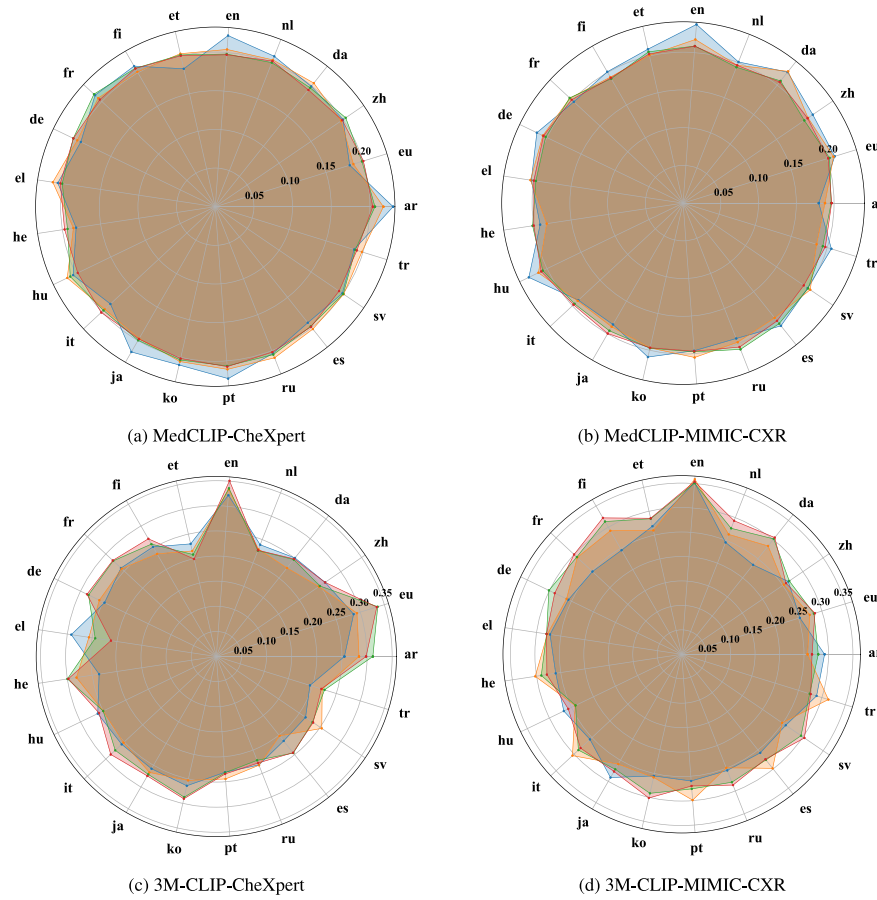 en
nl
da
zh
eu
ar
tr
sv
es
ru
pt
ko
ja
it
hu
he
el
de
fr
fi
et
0.05
0.10
0.15
0.20
(a) MedCLIP-CheXpert
en
nl
da
zh
eu
a
tr
sv
es
ru
pt
ko
ja
it
hu
he
el
de
fr
fi
et
0.05
0.10
0.15
0.20
(b) MedCLIP-MIMIC-CXR
en
nl
da
zh
eu
ar
tr
sv
es
ru
pt
ko
ja
it
hu
he
el
de
fr
fi
et
0.05
0.10
0.15
0.20
0.25
0.30
0.35
(c) 3M-CLIP-CheXpert
en
nl
da
zh
eu
ar
tr
sv
es
ru
pt
ko
ja
it
hu
he
el
de
fr
fi
et
0.05
0.10
0.15
0.20
0.25
0.30
0.35
(d) 3M-CLIP-MIMIC-CXR